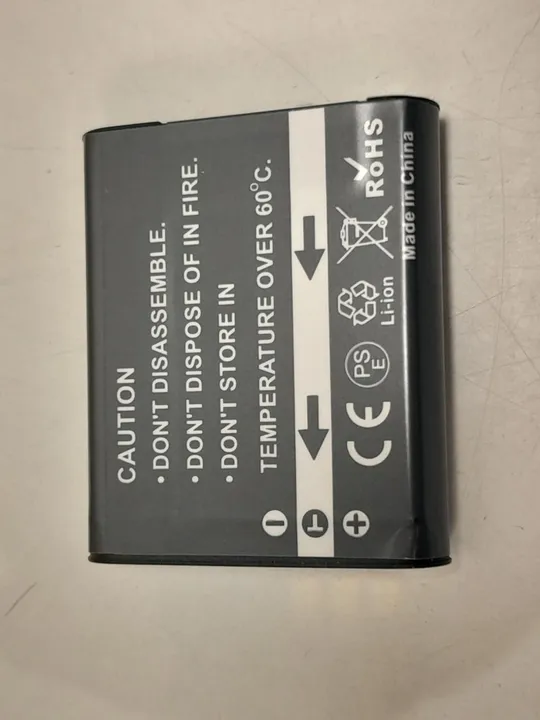 CAUTION
• DON'T DISASSEMBLE.
• DON'T DISPOSE OF IN FIRE.
• DON'T STORE IN
TEMPERATURE OVER 60°C.
− T +
CE PS E Li-ion RoHS
Made in China